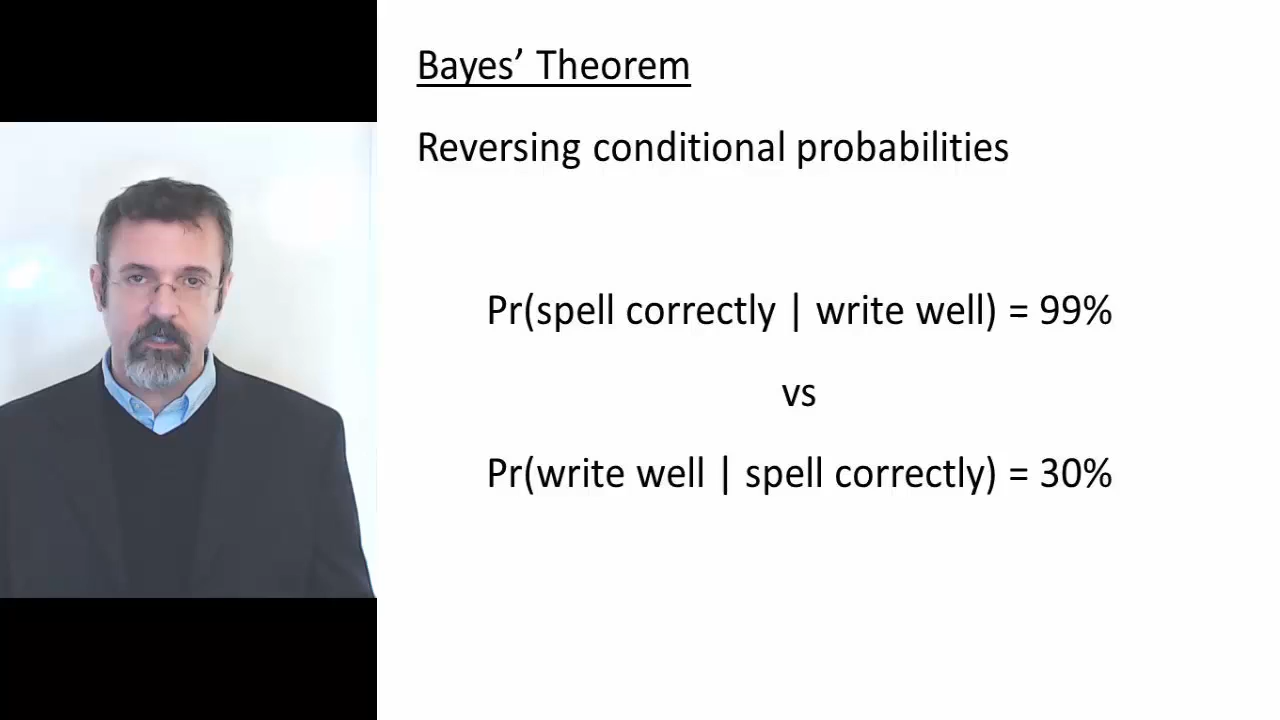 Bayes’ Theorem
Reversing conditional probabilities
Pr(spell correctly | write well) = 99%
vs
Pr(write well | spell correctly) = 30%